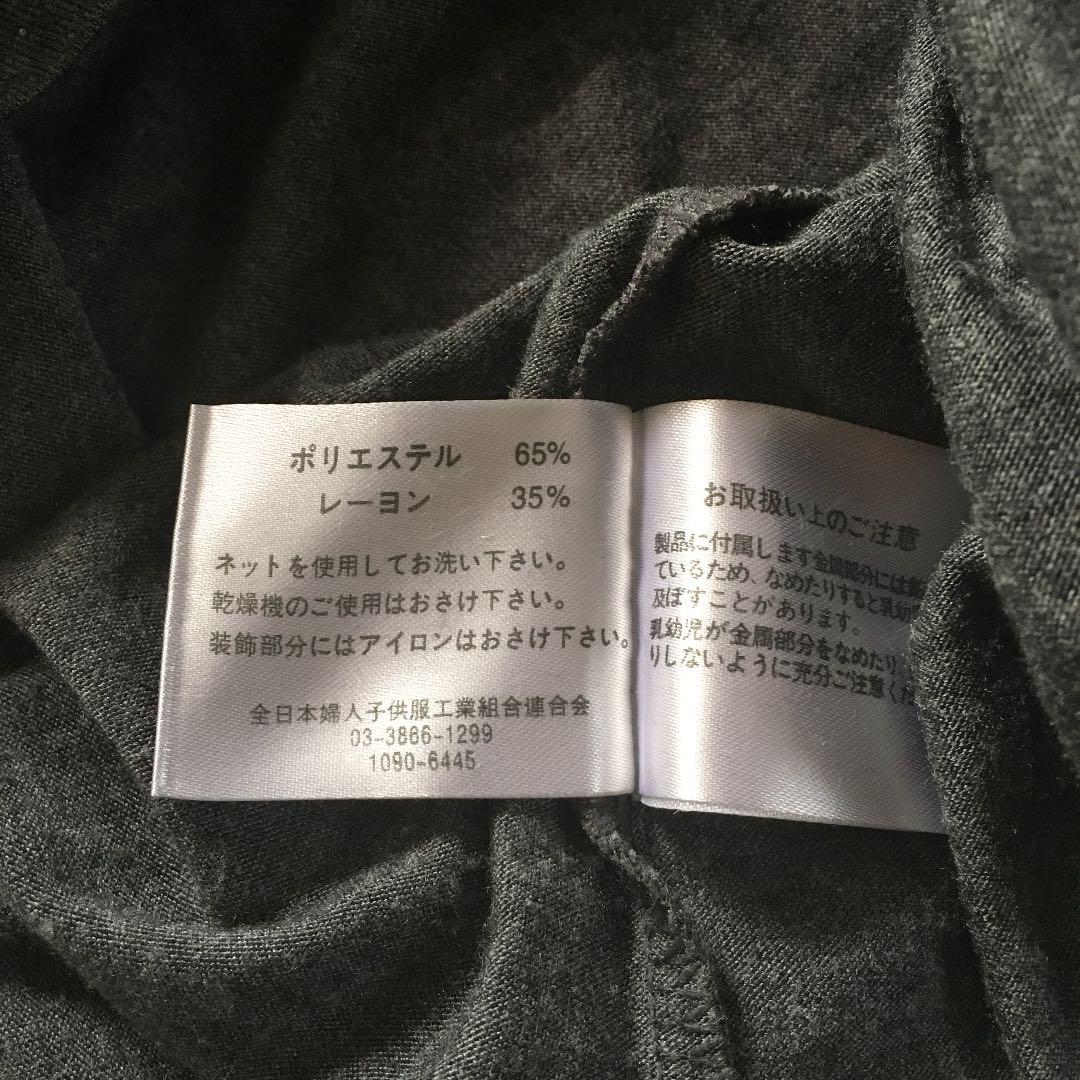 ポリエステル 65%
レーヨン 35%
ネットを使用してお洗い下さい。
乾燥機のご使用はおさけ下さい。
装飾部分にはアイロンはおさけ下さい。
全日本婦人子供服工業組合連合会
03-3866-1299
1090-6445
お取扱い上のご注意
製品に付属します金属部分には
ているため、なめたりすると乳幼
及ぼすことがあります。
乳幼児が金属部分をなめたり
りしないように充分ご注意くだ